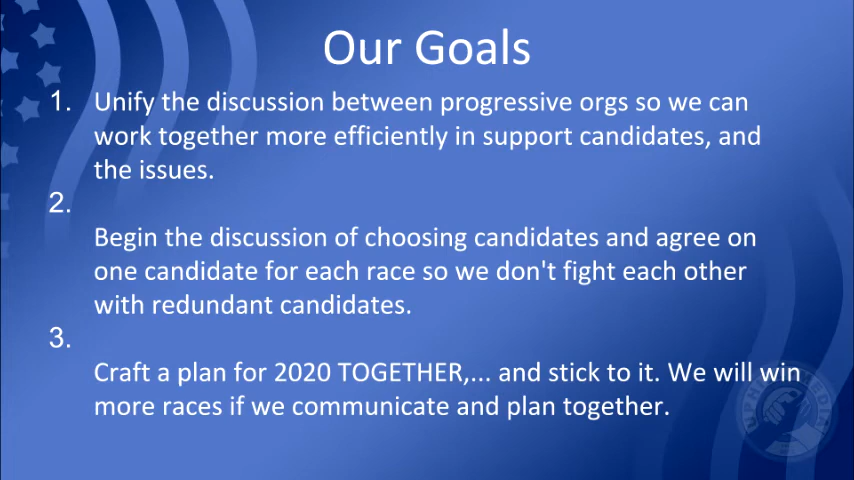 Our Goals
1. Unify the discussion between progressive orgs so we can
work together more efficiently in support candidates, and
the issues.
2.
Begin the discussion of choosing candidates and agree on
one candidate for each race so we don't fight each other
with redundant candidates.
3.
Craft a plan for 2020 TOGETHER,... and stick to it. We will win
more races if we communicate and plan together.